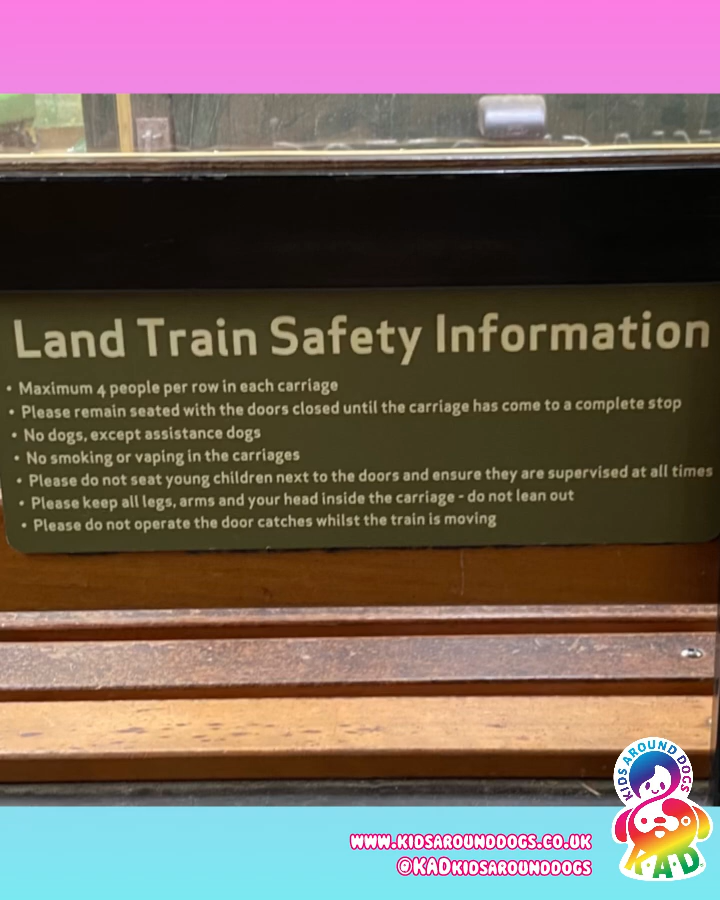 Land Train Safety Information
• Maximum 4 people per row in each carriage
• Please remain seated with the doors closed until the carriage has come to a complete stop
• No dogs, except assistance dogs
• No smoking or vaping in the carriages
• Please do not seat young children next to the doors and ensure they are supervised at all times
• Please keep all legs, arms and your head inside the carriage - do not lean out
• Please do not operate the door catches whilst the train is moving
KIDS AROUND DOGS
K.A.D
www.kidsarounddogs.co.uk
@KADkidsarounddogs